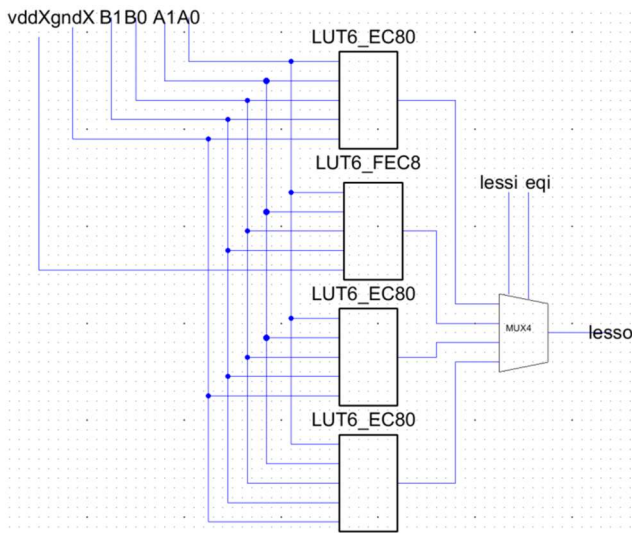 vddXgndX B1B0 A1A0
LUT6_EC80
LUT6_FEC8
lessi eqi
LUT6_EC80
MUX4
lesso
LUT6_EC80